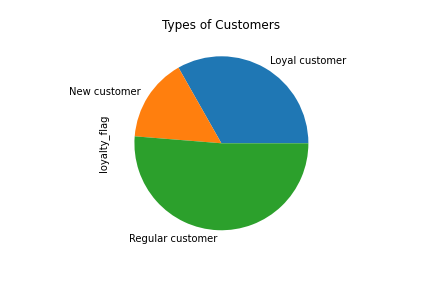 Types of Customers
Loyal customer
New customer
loyalty_flag
Regular customer